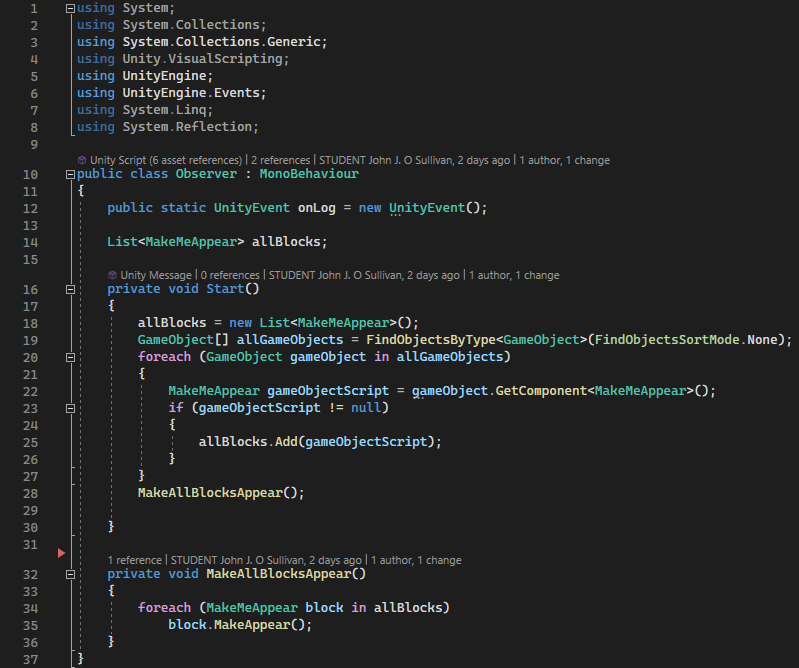 1 using System;
2 using System.Collections;
3 using System.Collections.Generic;
4 using Unity.VisualScripting;
5 using UnityEngine;
6 using UnityEngine.Events;
7 using System.Linq;
8 using System.Reflection;
9
Unity Script (6 asset references) | 2 references | STUDENT John J. O Sullivan, 2 days ago | 1 author, 1 change
10 public class Observer : MonoBehaviour
11 {
12 public static UnityEvent onLog = new UnityEvent();
13
14 List<MakeMeAppear> allBlocks;
15
Unity Message | 0 references | STUDENT John J. O Sullivan, 2 days ago | 1 author, 1 change
16 private void Start()
17 {
18 allBlocks = new List<MakeMeAppear>();
19 GameObject[] allGameObjects = FindObjectsByType<GameObject>(FindObjectsSortMode.None);
20 foreach (GameObject gameObject in allGameObjects)
21 {
22 MakeMeAppear gameObjectScript = gameObject.GetComponent<MakeMeAppear>();
23 if (gameObjectScript != null)
24 {
25 allBlocks.Add(gameObjectScript);
26 }
27 }
28 MakeAllBlocksAppear();
29
30 }
31
1 reference | STUDENT John J. O Sullivan, 2 days ago | 1 author, 1 change
32 private void MakeAllBlocksAppear()
33 {
34 foreach (MakeMeAppear block in allBlocks)
35 block.MakeAppear();
36 }
37 }